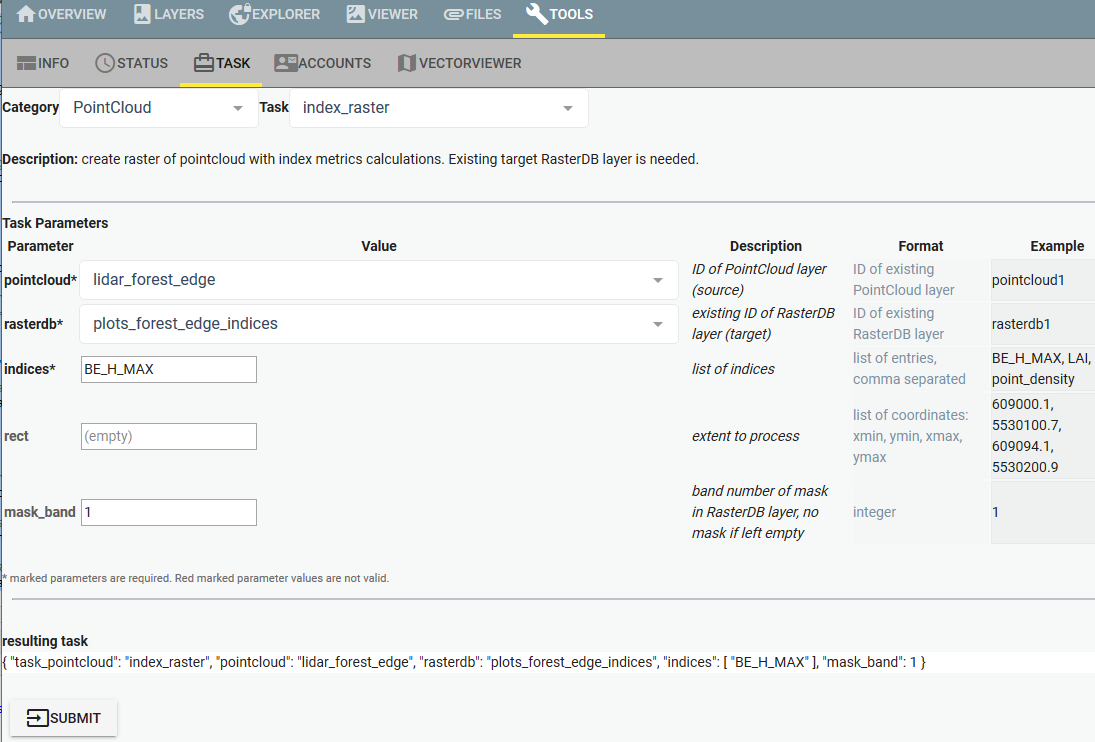 OVERVIEW LAYERS EXPLORER VIEWER FILES TOOLS
INFO STATUS TASK ACCOUNTS VECTORVIEWER
Category PointCloud Task index_raster
Description: create raster of pointcloud with index metrics calculations. Existing target RasterDB layer is needed.
Task Parameters
Parameter Value Description Format Example
pointcloud* lidar_forest_edge ID of PointCloud layer (source) ID of existing PointCloud layer pointcloud1
rasterdb* plots_forest_edge_indices existing ID of RasterDB layer (target) ID of existing RasterDB layer rasterdb1
indices* BE_H_MAX list of indices list of entries, comma separated BE_H_MAX, LAI, point_density
rect (empty) extent to process list of coordinates: xmin, ymin, xmax, ymax 609000.1, 5530100.7, 609094.1, 5530200.9
mask_band 1 band number of mask in RasterDB layer, no mask if left empty integer 1
* marked parameters are required. Red marked parameter values are not valid.
resulting task
{ "task_pointcloud": "index_raster", "pointcloud": "lidar_forest_edge", "rasterdb": "plots_forest_edge_indices", "indices": [ "BE_H_MAX" ], "mask_band": 1 }
SUBMIT